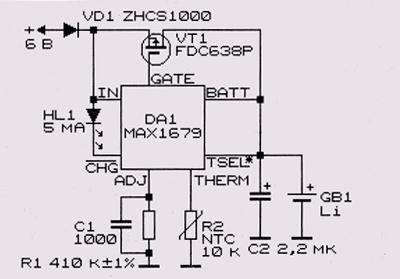 VD1 ZHCS1000
+
6 В
VT1
FDC638P
GATE
IN
BATT
HL1
5 МА
DA1
MAX1679
CHG
TSEL*
ADJ
THERM
+
+
GB1
Li
C1
1000
R2
NTC
10 к
C2 2,2 мк
R1 410 к±1%